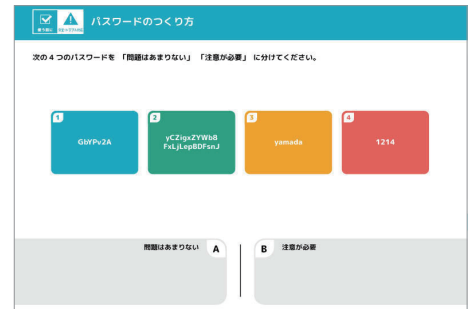 パスワードのつくり方
次の4つのパスワードを 「問題はあまりない」 「注意が必要」 に分けてください。
1
GbYPv2A
2
yCZigxZYWbB
FxLjLepBDFsnJ
3
yamada
4
1214
問題はあまりない A
B 注意が必要